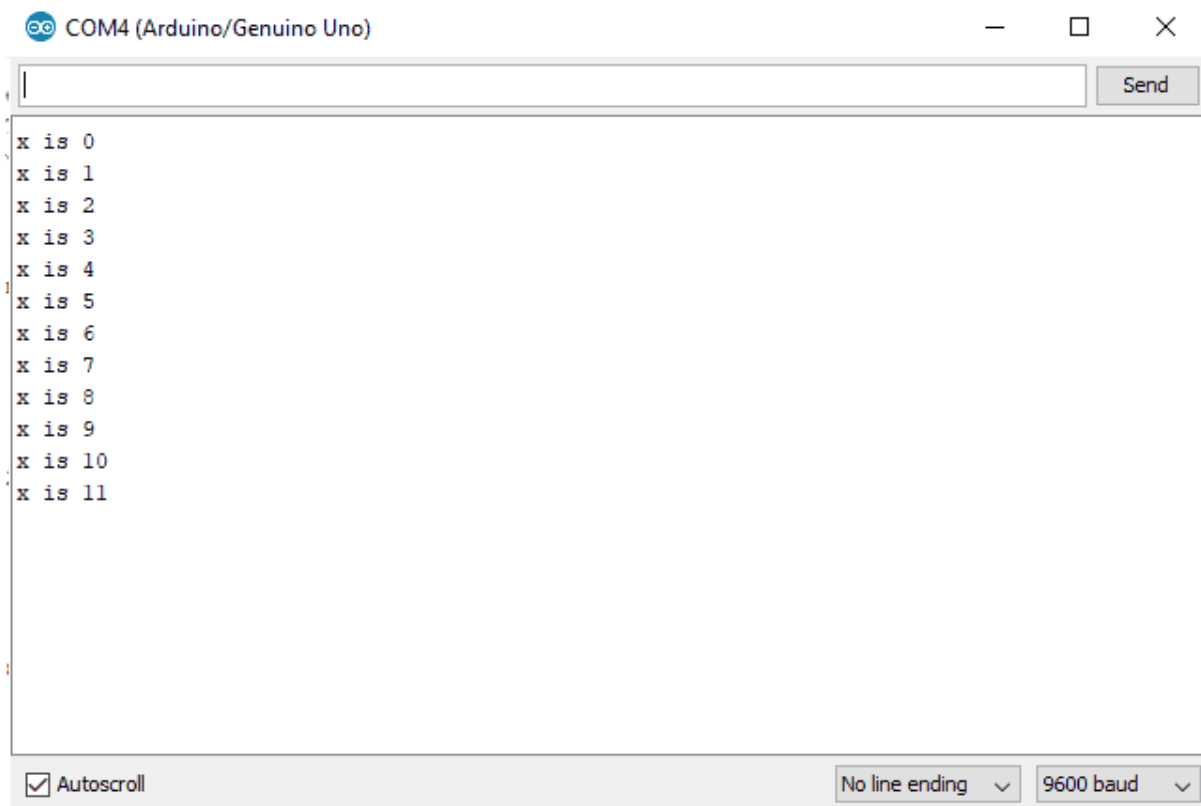 COM4 (Arduino/Genuino Uno)
Send
x is 0
x is 1
x is 2
x is 3
x is 4
x is 5
x is 6
x is 7
x is 8
x is 9
x is 10
x is 11
Autoscroll
No line ending
9600 baud